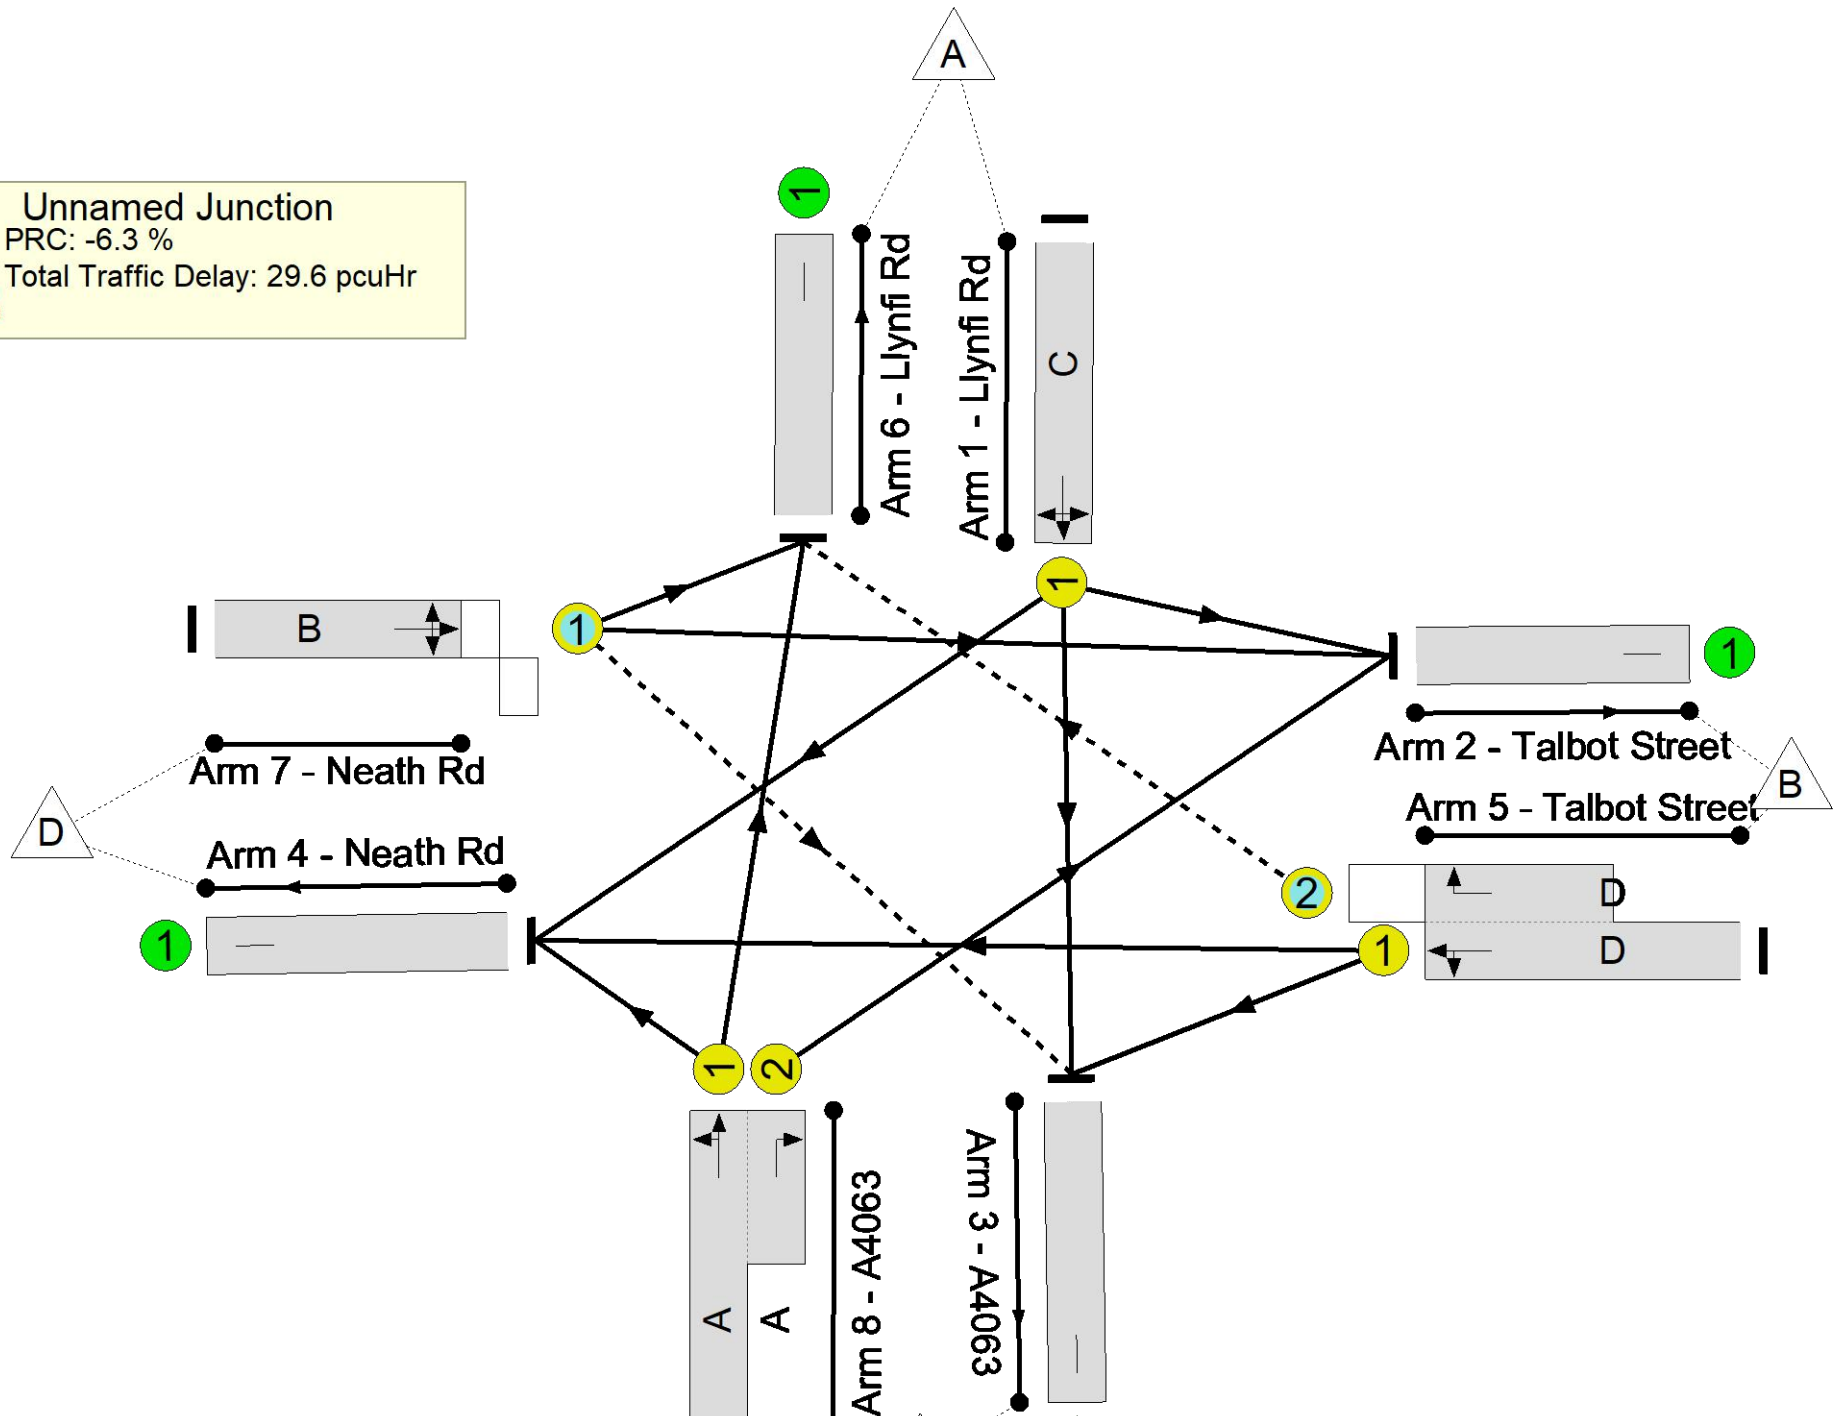 A
Unnamed Junction
PRC: -6.3 %
Total Traffic Delay: 29.6 pcuHr
1
Arm 6 - Llynfi Rd
Arm 1 - Llynfi Rd
C
1
B
1
1
Arm 7 - Neath Rd
Arm 2 - Talbot Street
B
D
Arm 4 - Neath Rd
Arm 5 - Talbot Street
2
D
1
1
D
1
2
Arm 8 - A4063
Arm 3 - A4063
A
A